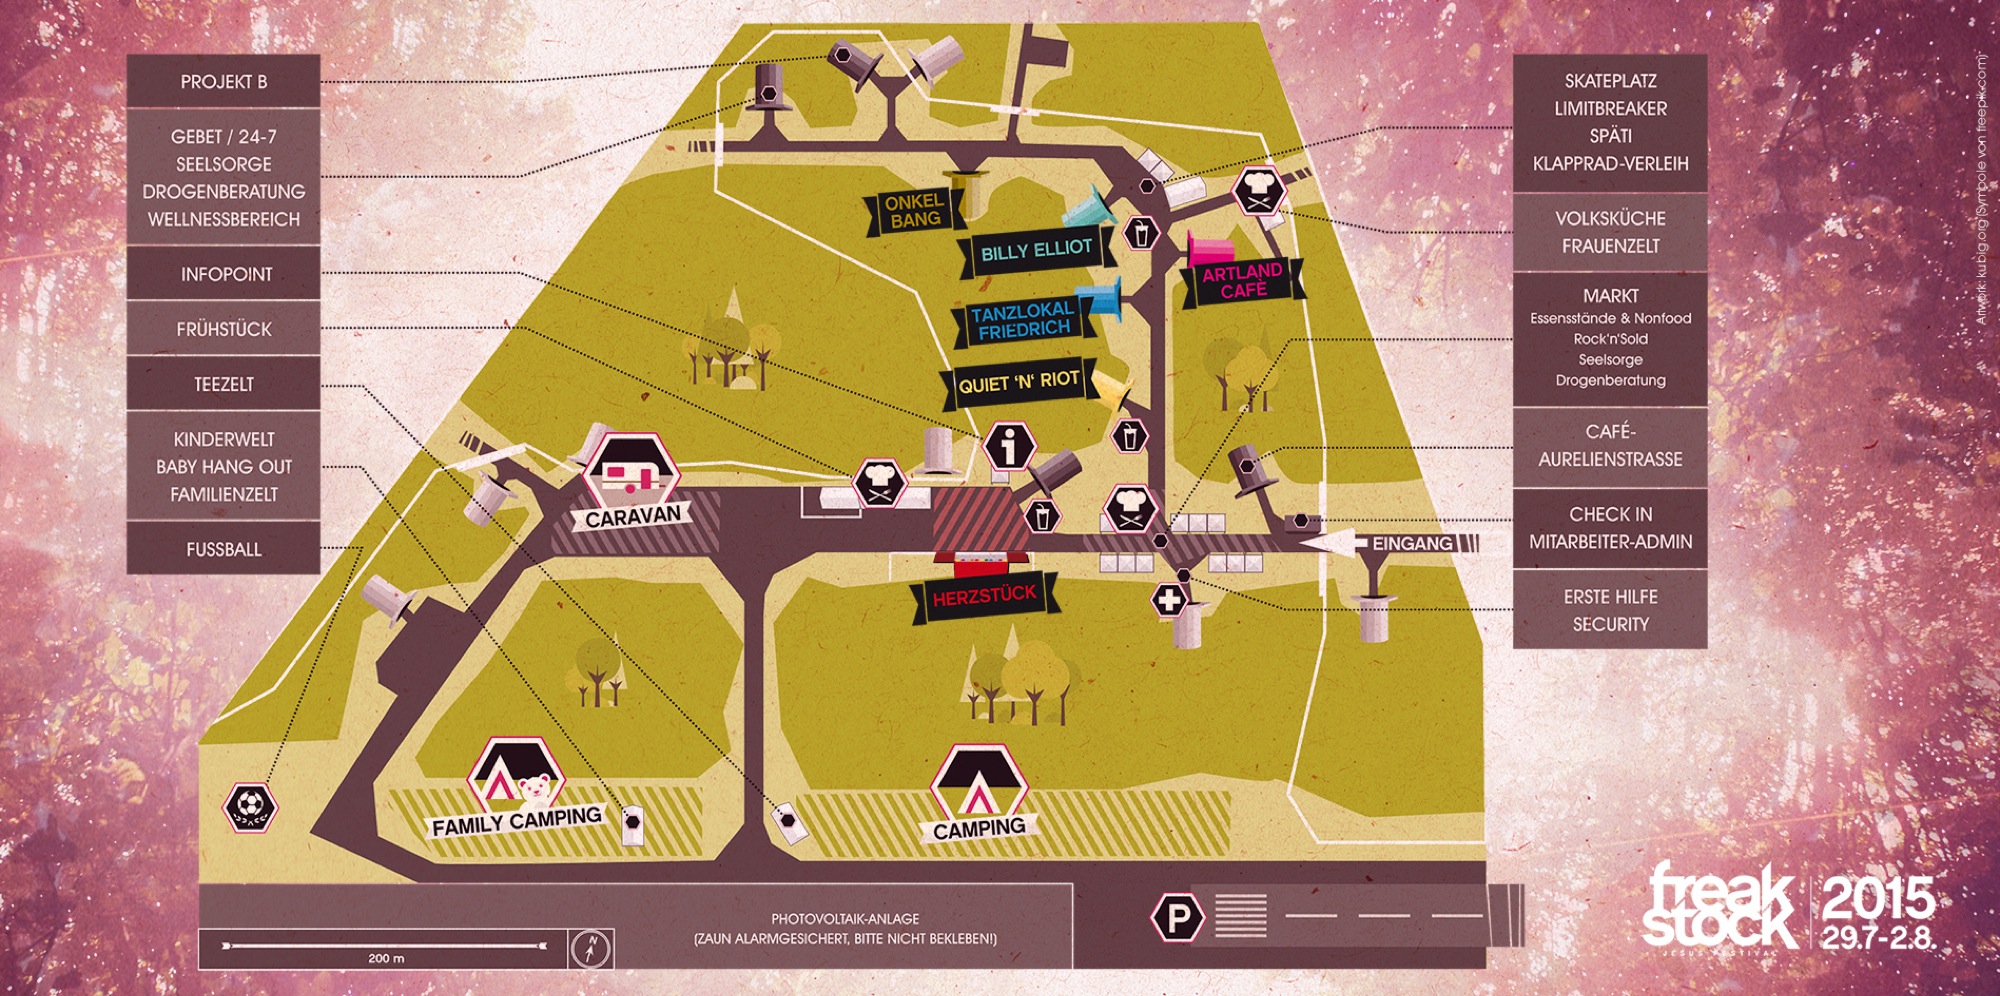 PROJEKT B
GEBET / 24-7
SEELSORGE
DROGENBERATUNG
WELLNESSBEREICH
INFOPOINT
FRÜHSTÜCK
TEEZELT
KINDERWELT
BABY HANG OUT
FAMILIENZELT
FUSSBALL
ONKEL
BANG
BILLY ELLIOT
TANZLOKAL
FRIEDRICH
QUIET 'N' RIOT
ARTLAND
CAFÈ
CARAVAN
HERZSTÜCK
EINGANG
FAMILY CAMPING
CAMPING
SKATEPLATZ
LIMITBREAKER
SPÄTI
KLAPPRAD-VERLEIH
VOLKSKÜCHE
FRAUENZELT
MARKT
Essensstände & Nonfood
Rock'n'Sold
Seelsorge
Drogenberatung
CAFÉ-
AURELIENSTRASSE
CHECK IN
MITARBEITER-ADMIN
ERSTE HILFE
SECURITY
Artwork: kubig.org (Symbole von freepik.com)
200 m
N
PHOTOVOLTAIK-ANLAGE
(ZAUN ALARMGESICHERT, BITTE NICHT BEKLEBEN!)
P
freak
stock
JESUS FESTIVAL
2015
29.7-2.8.